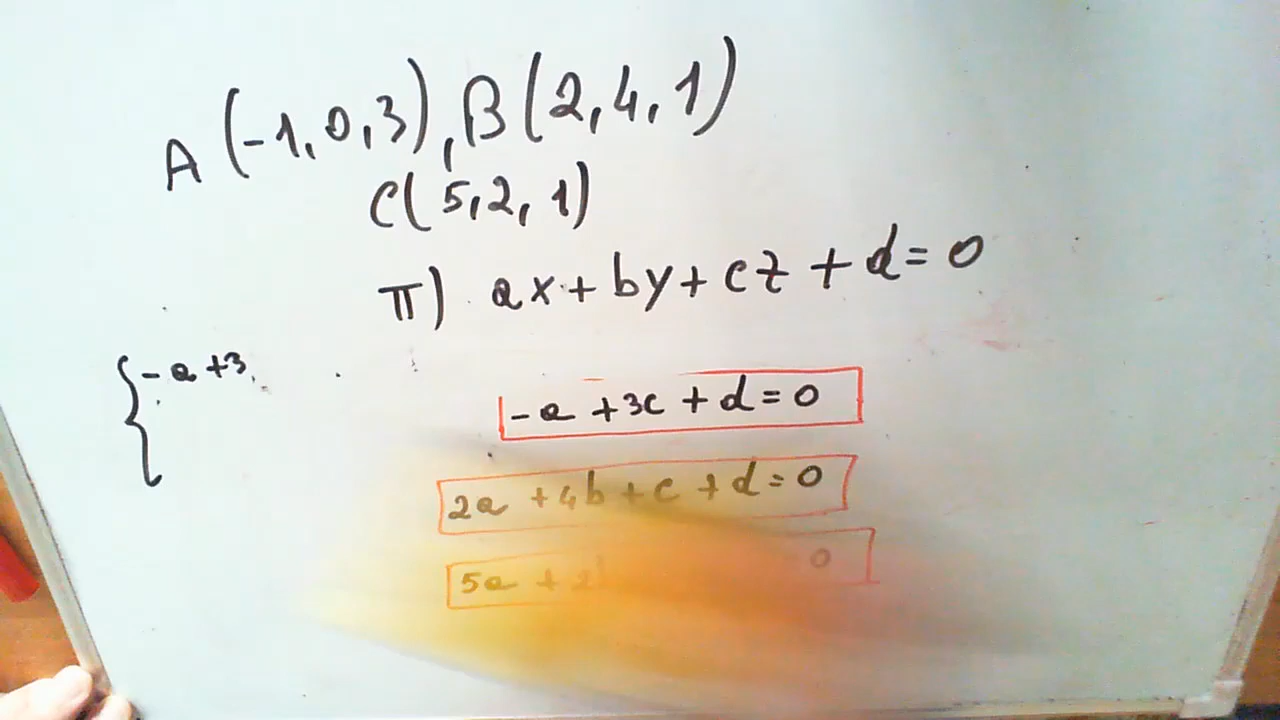 A (-1, 0, 3), B (2, 4, 1)
C( 5, 2, 1)
π) ax + by + cz + d = 0
{ -a + 3
-a + 3c + d = 0
2a + 4b + c + d = 0
5a + 2 0